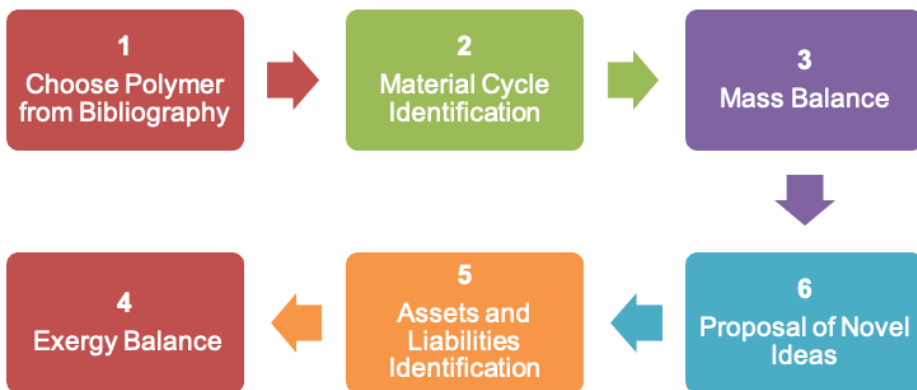 1
Choose Polymer
from Bibliography
2
Material Cycle
Identification
3
Mass Balance
4
Exergy Balance
5
Assets and
Liabilities
Identification
6
Proposal of Novel
Ideas